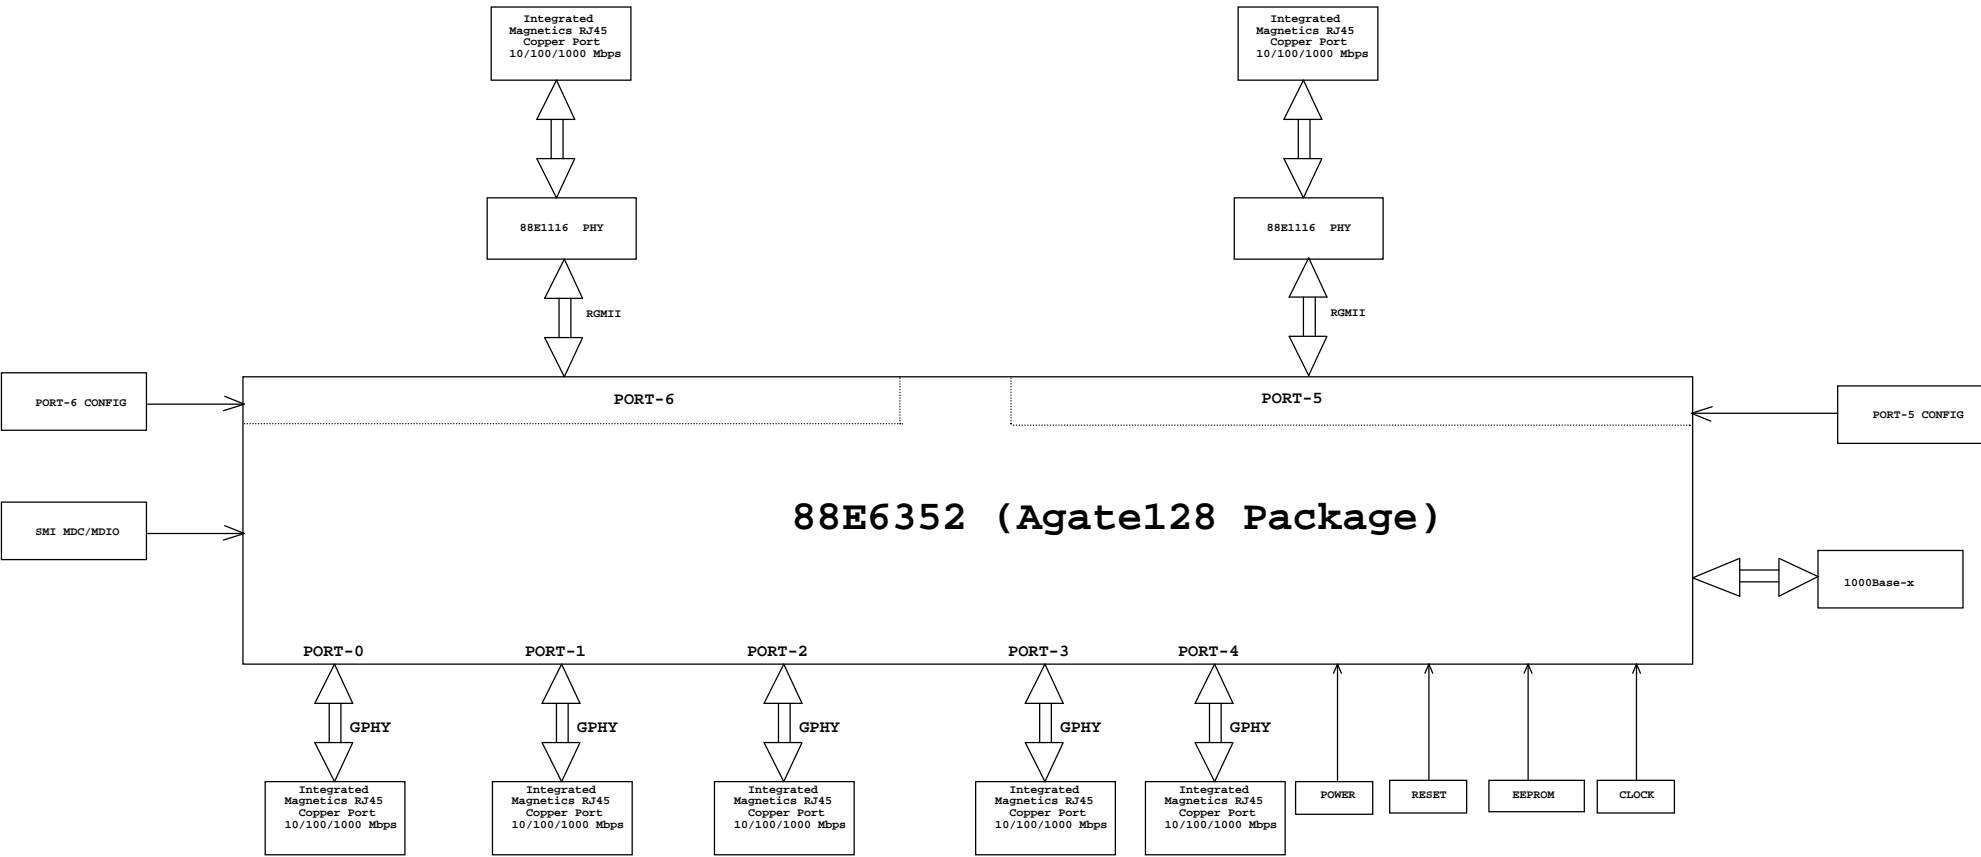 Integrated
Magnetics RJ45
Copper Port
10/100/1000 Mbps
Integrated
Magnetics RJ45
Copper Port
10/100/1000 Mbps
88E1116 PHY
88E1116 PHY
RGMII
RGMII
PORT-6 CONFIG
PORT-6
PORT-5
PORT-5 CONFIG
SMI MDC/MDIO
88E6352 (Agate128 Package)
1000Base-x
PORT-0
PORT-1
PORT-2
PORT-3
PORT-4
GPHY
GPHY
GPHY
GPHY
GPHY
Integrated
Magnetics RJ45
Copper Port
10/100/1000 Mbps
Integrated
Magnetics RJ45
Copper Port
10/100/1000 Mbps
Integrated
Magnetics RJ45
Copper Port
10/100/1000 Mbps
Integrated
Magnetics RJ45
Copper Port
10/100/1000 Mbps
Integrated
Magnetics RJ45
Copper Port
10/100/1000 Mbps
POWER
RESET
EEPROM
CLOCK